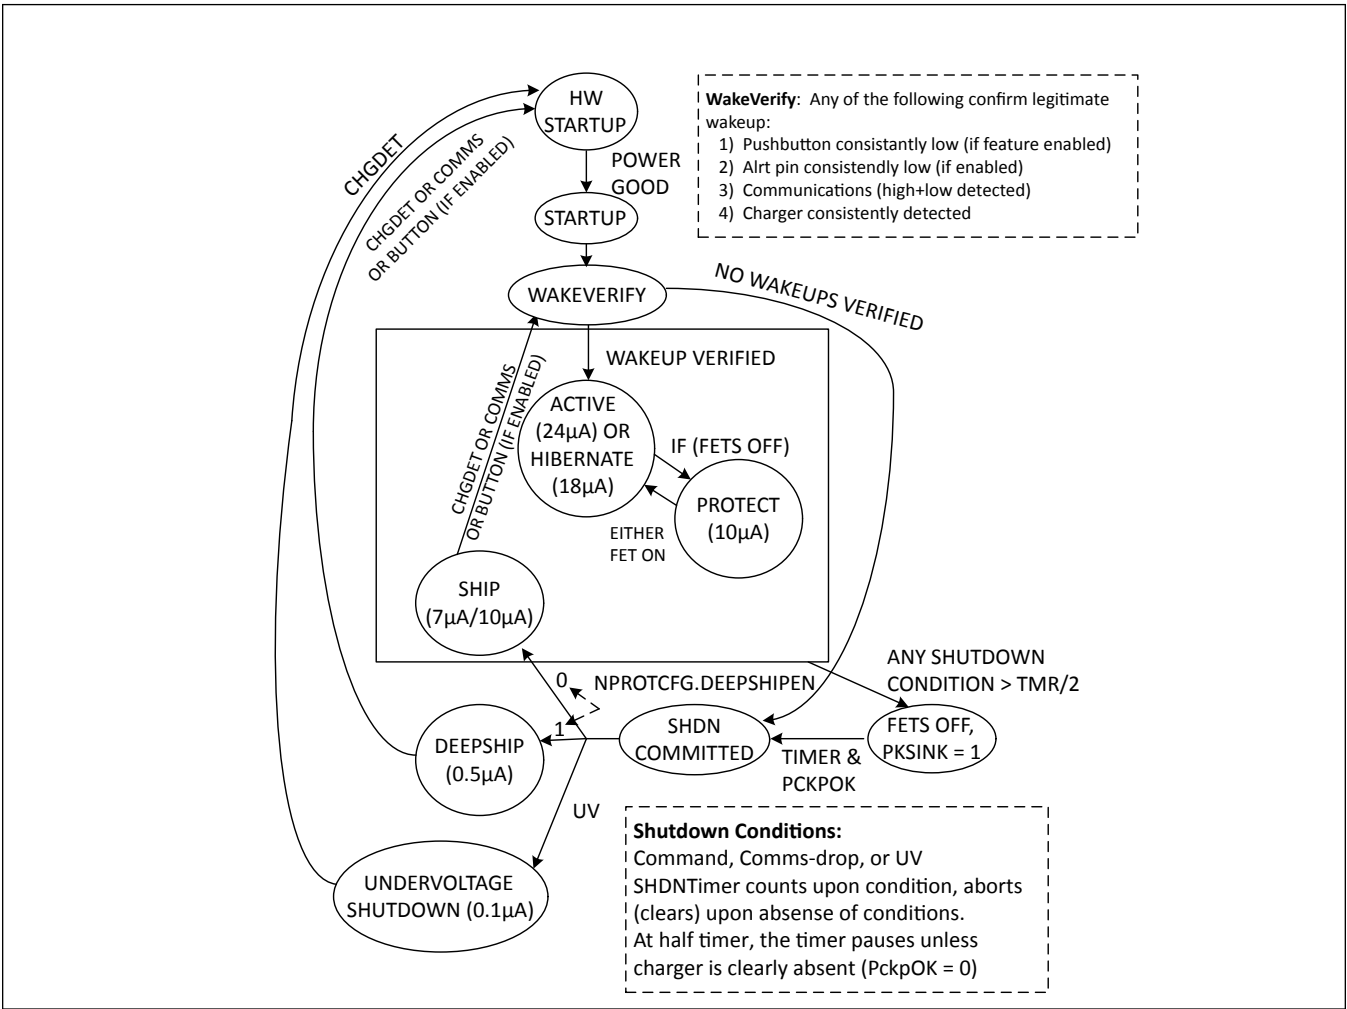 HW
STARTUP
POWER
GOOD
STARTUP
WAKEVERIFY
CHGDET
CHGDET OR COMMS
OR BUTTON (IF ENABLED)
WakeVerify:  Any of the following confirm legitimate
wakeup:
1)  Pushbutton consistantly low (if feature enabled)
2)  Alrt pin consistendly low (if enabled)
3)  Communications (high+low detected)
4)  Charger consistently detected
NO WAKEUPS VERIFIED
WAKEUP VERIFIED
ACTIVE
(24µA) OR
HIBERNATE
(18µA)
IF (FETS OFF)
PROTECT
(10µA)
EITHER
FET ON
CHGDET OR COMMS
OR BUTTON (IF ENABLED)
SHIP
(7µA/10µA)
ANY SHUTDOWN
CONDITION > TMR/2
0
NPROTCFG.DEEPSHIPEN
1
DEEPSHIP
(0.5µA)
SHDN
COMMITTED
FETS OFF,
PKSINK = 1
TIMER &
PCKPOK
UV
UNDERVOLTAGE
SHUTDOWN (0.1µA)
Shutdown Conditions:
Command, Comms-drop, or UV
SHDNTimer counts upon condition, aborts
(clears) upon absense of conditions.
At half timer, the timer pauses unless
charger is clearly absent (PckpOK = 0)